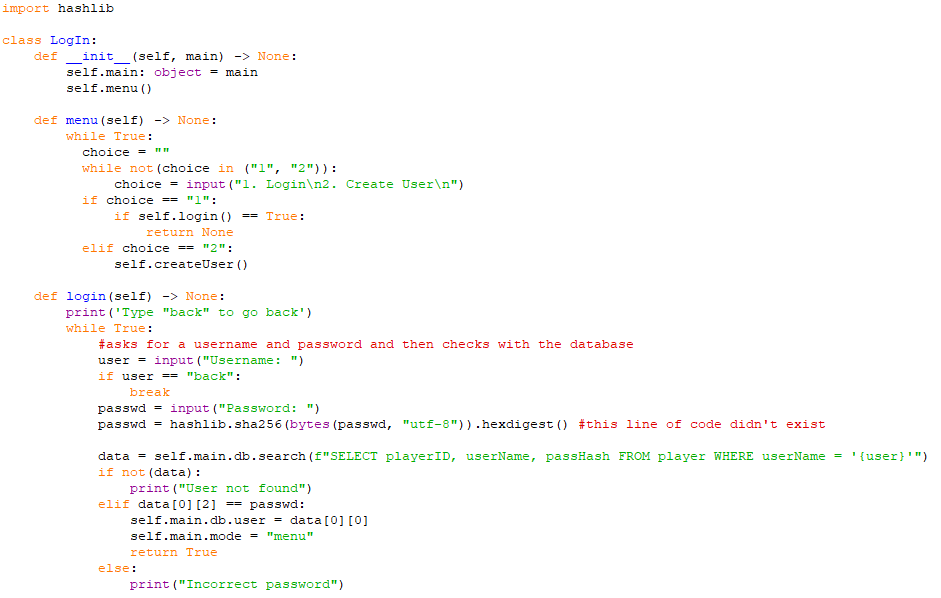 import hashlib

class LogIn:
    def __init__(self, main) -> None:
        self.main: object = main
        self.menu()

    def menu(self) -> None:
        while True:
          choice = ""
          while not(choice in ("1", "2")):
              choice = input("1. Login\n2. Create User\n")
          if choice == "1":
              if self.login() == True:
                  return None
          elif choice == "2":
              self.createUser()

    def login(self) -> None:
        print('Type "back" to go back')
        while True:
            #asks for a username and password and then checks with the database
            user = input("Username: ")
            if user == "back":
                break
            passwd = input("Password: ")
            passwd = hashlib.sha256(bytes(passwd, "utf-8")).hexdigest() #this line of code didn't exist

            data = self.main.db.search(f"SELECT playerID, userName, passHash FROM player WHERE userName = '{user}'")
            if not(data):
                print("User not found")
            elif data[0][2] == passwd:
                self.main.db.user = data[0][0]
                self.main.mode = "menu"
                return True
            else:
                print("Incorrect password")